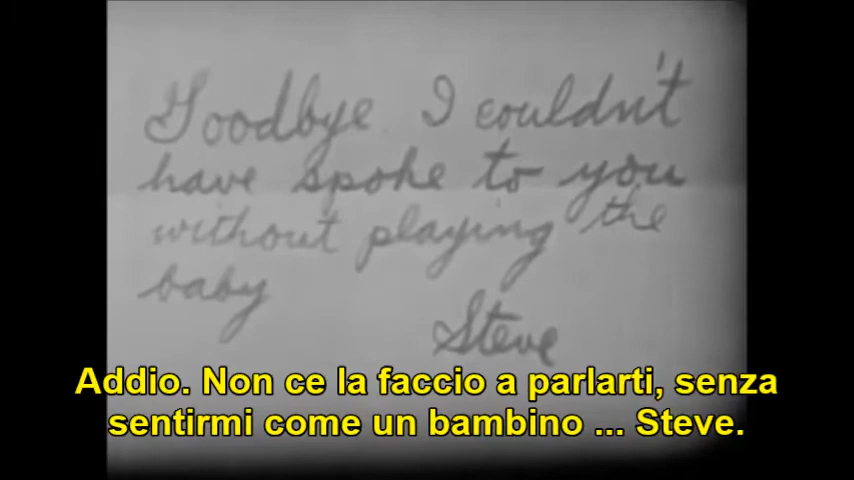 Goodbye. I couldn't
have spoke to you
without playing the
baby
Steve
Addio. Non ce la faccio a parlarti, senza
sentirmi come un bambino ... Steve.